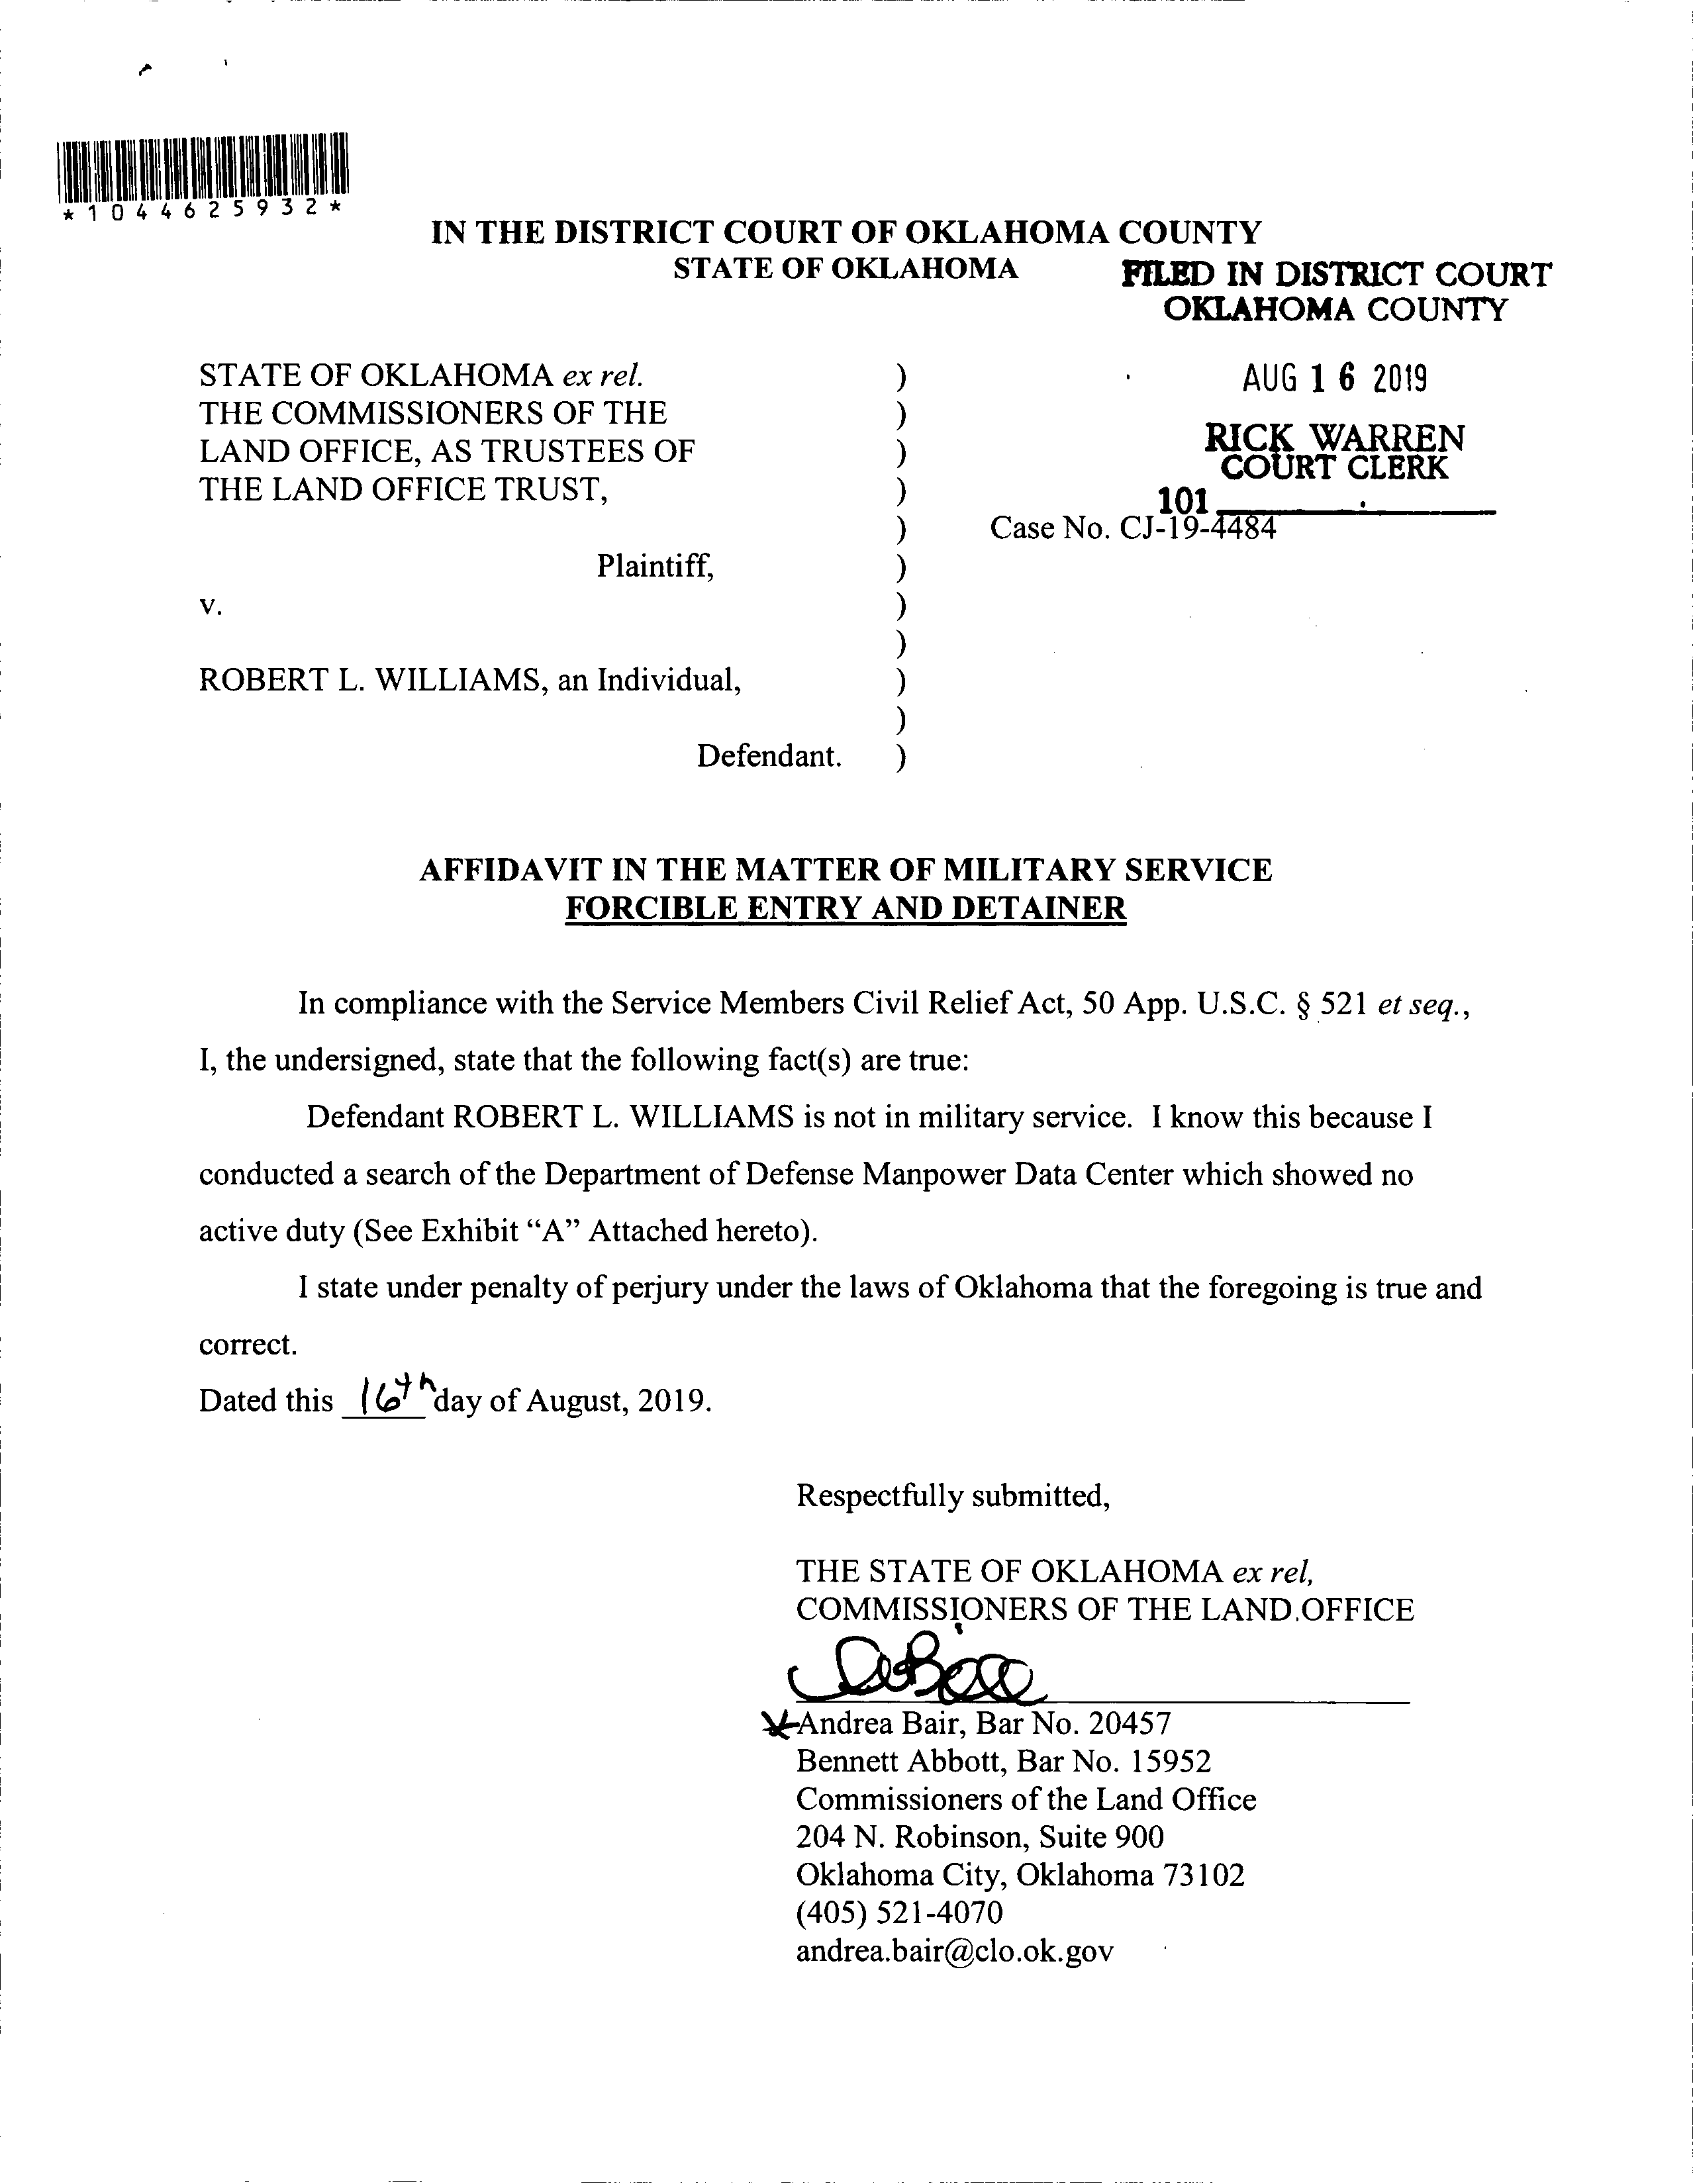 *1044625932*
IN THE DISTRICT COURT OF OKLAHOMA COUNTY
STATE OF OKLAHOMA
FILED IN DISTRICT COURT
OKLAHOMA COUNTY
AUG 16 2019
RICK WARREN
COURT CLERK
101
STATE OF OKLAHOMA ex rel. )
THE COMMISSIONERS OF THE )
LAND OFFICE, AS TRUSTEES OF )
THE LAND OFFICE TRUST, )
) Case No. CJ-19-4484
Plaintiff, )
v. )
)
ROBERT L. WILLIAMS, an Individual, )
)
Defendant. )
AFFIDAVIT IN THE MATTER OF MILITARY SERVICE
FORCIBLE ENTRY AND DETAINER
In compliance with the Service Members Civil Relief Act, 50 App. U.S.C. § 521 et seq.,
I, the undersigned, state that the following fact(s) are true:
Defendant ROBERT L. WILLIAMS is not in military service. I know this because I
conducted a search of the Department of Defense Manpower Data Center which showed no
active duty (See Exhibit “A” Attached hereto).
I state under penalty of perjury under the laws of Oklahoma that the foregoing is true and
correct.
Dated this 16th day of August, 2019.
Respectfully submitted,
THE STATE OF OKLAHOMA ex rel,
COMMISSIONERS OF THE LAND OFFICE
Andrea Bair, Bar No. 20457
Bennett Abbott, Bar No. 15952
Commissioners of the Land Office
204 N. Robinson, Suite 900
Oklahoma City, Oklahoma 73102
(405) 521-4070
andrea.bair@clo.ok.gov